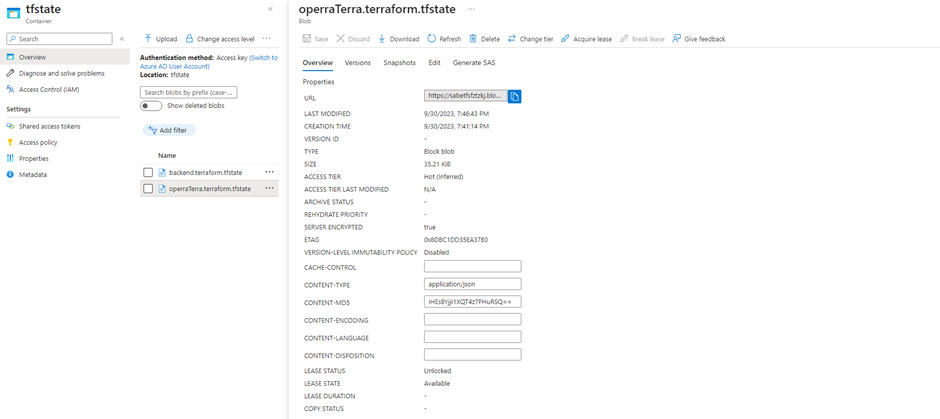 tfstate
Container
Search
Overview
Diagnose and solve problems
Access Control (IAM)
Settings
Shared access tokens
Access policy
Properties
Metadata
Upload
Change access level
Authentication method: Access key (Switch to
Azure AD User Account)
Location: tfstate
Search blobs by prefix (case-...
Show deleted blobs
Add filter
Name
backend.terraform.tfstate
operraTerra.terraform.tfstate
operraTerra.terraform.tfstate
Blob
Save Discard Download Refresh Delete Change tier Acquire lease Break lease Give feedback
Overview Versions Snapshots Edit Generate SAS
Properties
URL https://sabetfsfztzkj.blo...
LAST MODIFIED 9/30/2023, 7:46:43 PM
CREATION TIME 9/30/2023, 7:41:14 PM
VERSION ID -
TYPE Block blob
SIZE 35.21 KiB
ACCESS TIER Hot (Inferred)
ACCESS TIER LAST MODIFIED N/A
ARCHIVE STATUS -
REHYDRATE PRIORITY -
SERVER ENCRYPTED true
ETAG 0x8DBC1DD35EA37E0
VERSION-LEVEL IMMUTABILITY POLICY Disabled
CACHE-CONTROL
CONTENT-TYPE application/json
CONTENT-MD5 iHEs8Yjji1XQT4z7PHuRSQ==
CONTENT-ENCODING
CONTENT-LANGUAGE
CONTENT-DISPOSITION
LEASE STATUS Unlocked
LEASE STATE Available
LEASE DURATION -
COPY STATUS -